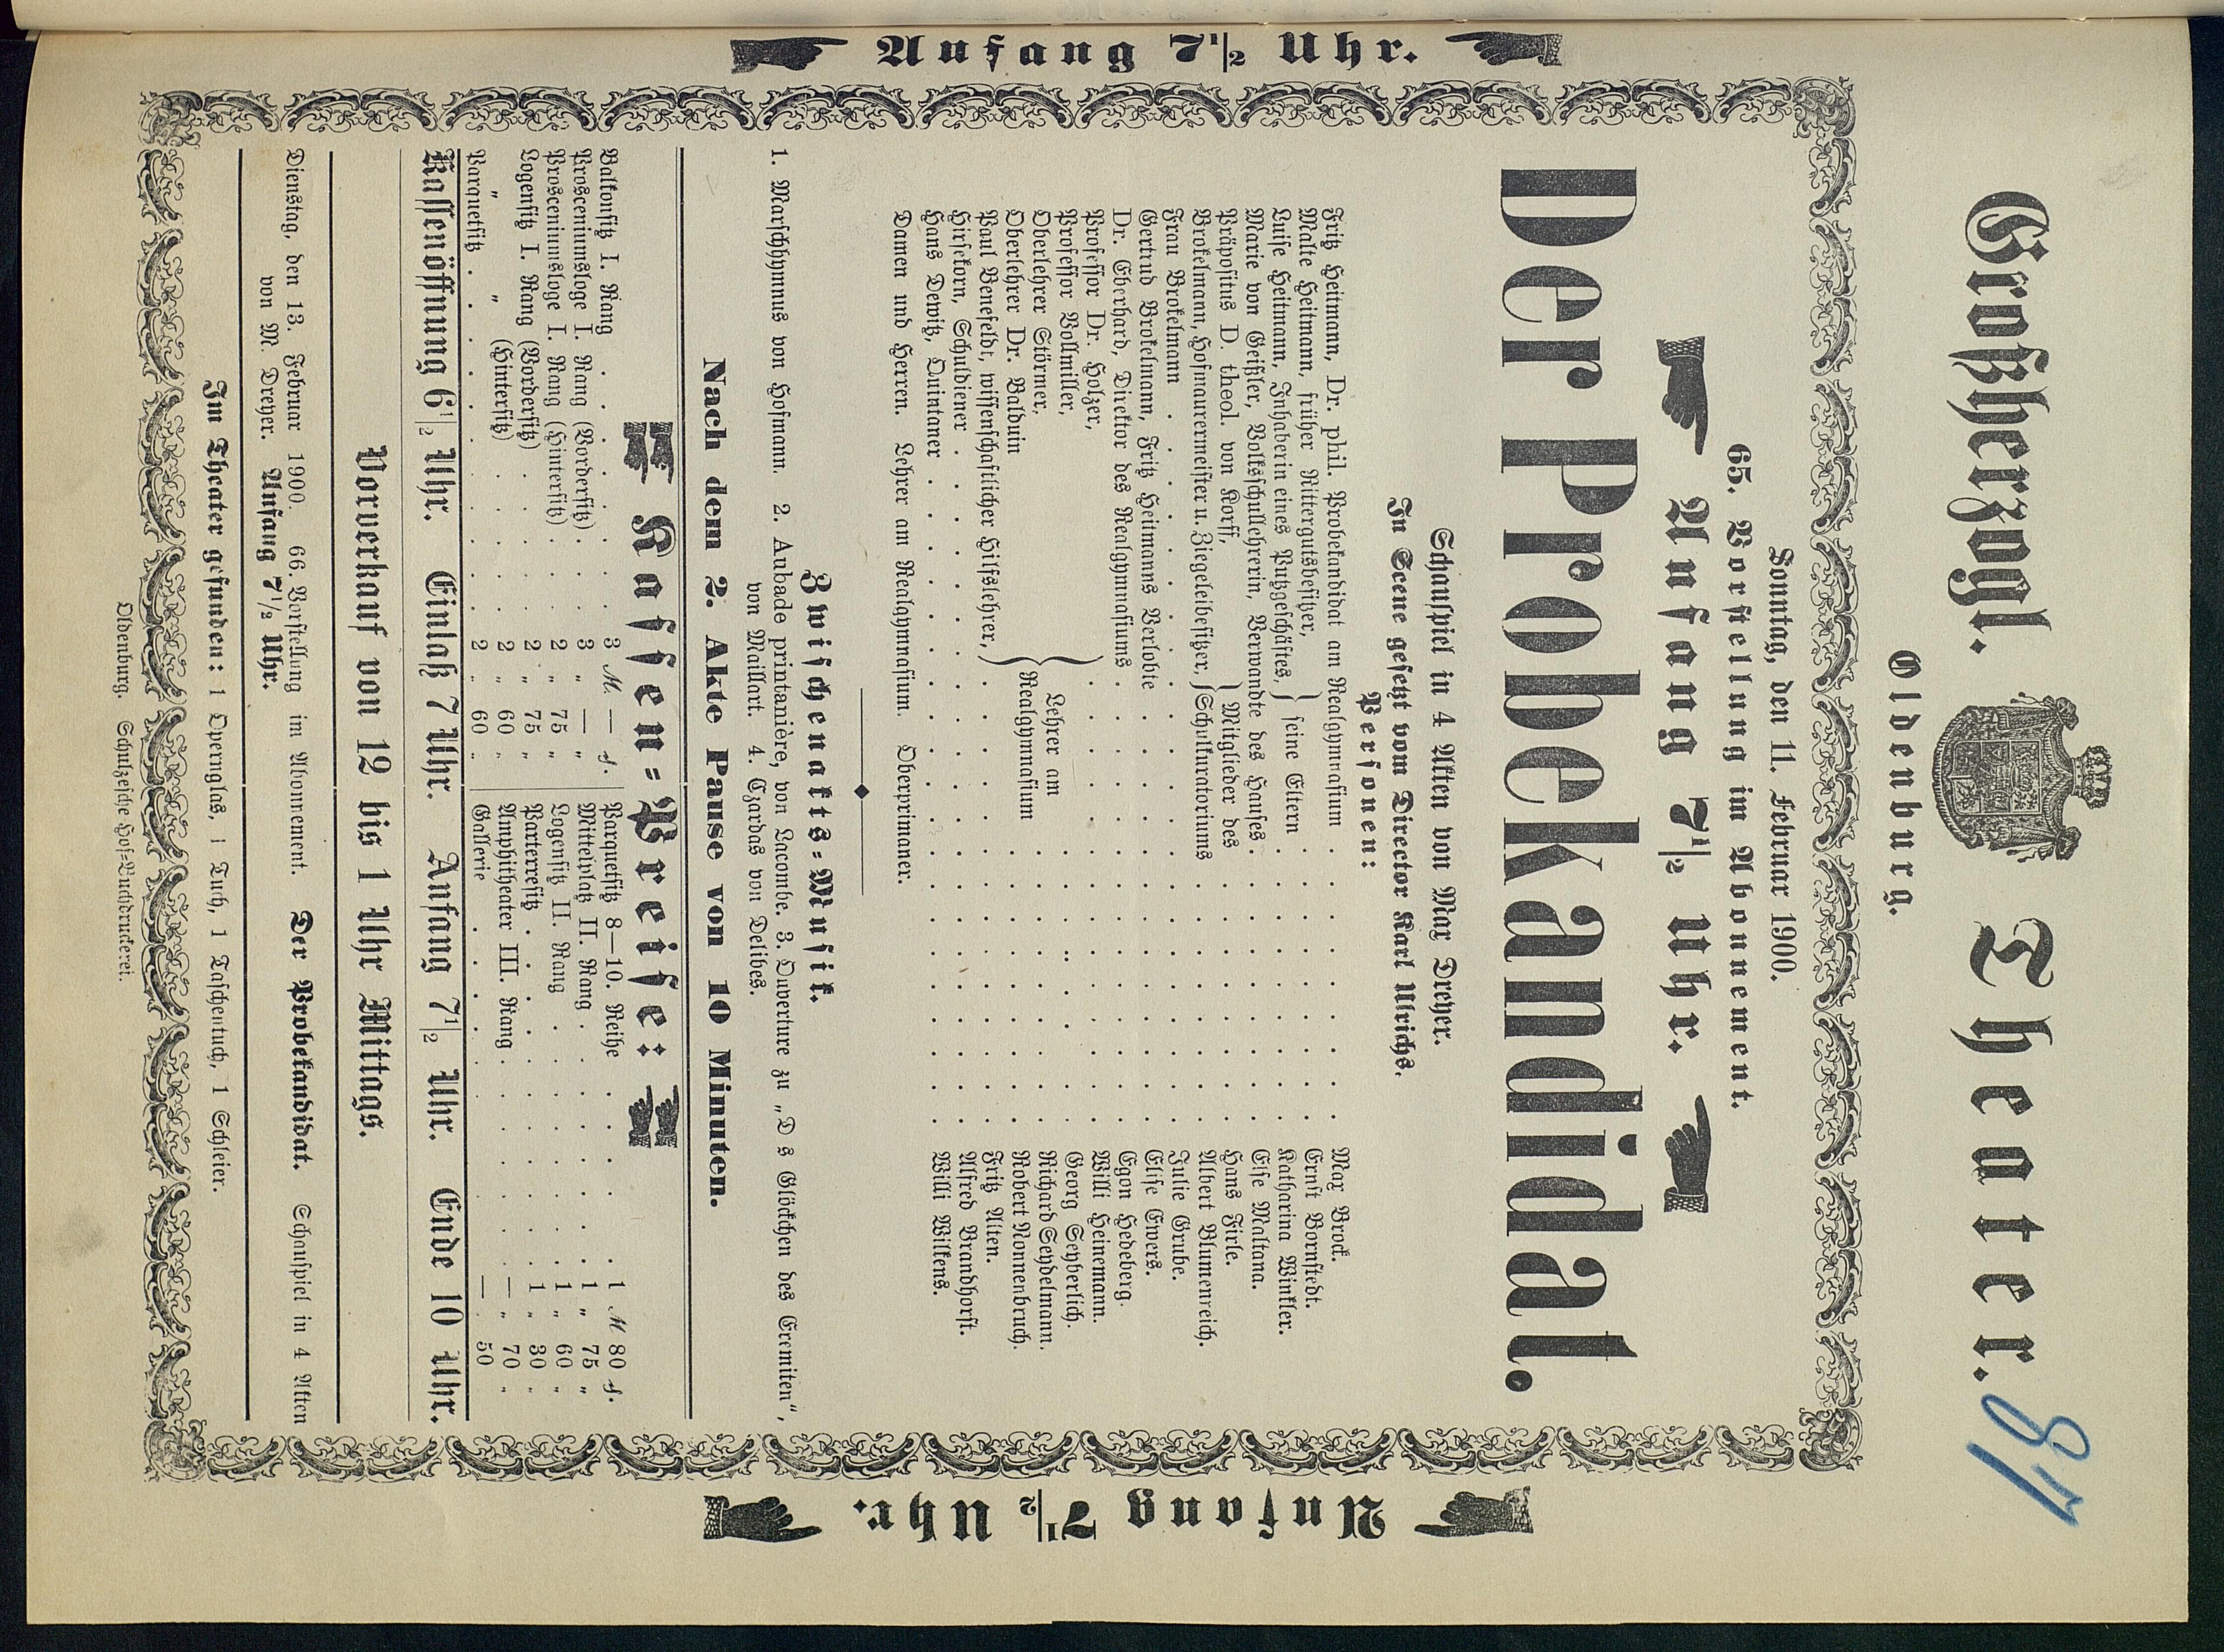 Großherzogl. Theater.
87
Oldenburg.
Sonntag, den 11. Februar 1900.
65. Vorstellung im Abonnement.
Anfang 7½ Uhr.
Der Probekandidat.
Schauspiel in 4 Akten von Max Dreyer.
In Scene gesetzt vom Director Karl Ulrichs.
Personen:
Fritz Heitmann, Dr. phil. Probekandidat am Realgymnasium . . . . . Max Brock.
Malte Heitmann, früher Rittergutsbesitzer, } seine Eltern . . . . . Ernst Bornstedt.
Luise Heitmann, Inhaberin eines Putzgeschäftes, } . . . . . Katharina Winkler.
Marie von Geißler, Volksschullehrerin, Verwandte des Hauses . . . . . Else Maltana.
Präpositus D. theol. von Korff, } Mitglieder des . . . . . Hans Firle.
Brokelmann, Hofmaurermeister u. Ziegeleibesitzer, } Schulkuratoriums . . . . . Albert Blumenreich.
Frau Brokelmann . . . . . Julie Grube.
Gertrud Brokelmann, Fritz Heitmanns Verlobte . . . . . Else Ewers.
Dr. Eberhard, Direktor des Realgymnasiums . . . . . Egon Hedeberg.
Professor Dr. Holzer, . . . . . Willi Heinemann.
Professor Vollmiller, . . . . . Georg Seyberlich.
Oberlehrer Störmer, } Lehrer am . . . . . Richard Seydelmann.
Oberlehrer Dr. Balduin } Realgymnasium . . . . . Robert Nonnenbruch.
Paul Benefeldt, wissenschaftlicher Hilfslehrer, . . . . . Fritz Alten.
Hirsekorn, Schuldiener . . . . . Alfred Brandhorst.
Hans Dewitz, Quintaner . . . . . Willi Wilkens.
Damen und Herren. Lehrer am Realgymnasium. Oberprimaner.
Zwischenakts-Musik.
1. Marschhymnus von Hofmann. 2. Aubade printanière, von Lacombe. 3. Ouverture zu „D s Glöckchen des Eremiten",
von Maillart. 4. Czardas von Delibes.
Nach dem 2. Akte Pause von 10 Minuten.
Kassen-Preise:
Balkonsitz I. Rang . . . . 3 M. — ₰.
Prosceniumsloge I. Rang (Vordersitz) . . 3 „ — „
Prosceniumsloge I. Rang (Hintersitz) . . 2 „ 75 „
Logensitz I. Rang (Vordersitz) . . . 2 „ 75 „
„ „ (Hintersitz) . . . 2 „ 60 „
Parquetsitz . . . . . 2 „ 60 „
Parquetsitz 8—10. Reihe . . . . 1 M 80 ₰.
Mittelplatz II. Rang . . . . 1 „ 75 „
Logensitz II. Rang . . . . 1 „ 60 „
Parterresitz . . . . . 1 „ 30 „
Amphitheater III. Rang . . . . — „ 70 „
Gallerie . . . . . — „ 50 „
Kassenöffnung 6½ Uhr. Einlaß 7 Uhr. Anfang 7½ Uhr. Ende 10 Uhr.
Vorverkauf von 12 bis 1 Uhr Mittags.
Dienstag, den 13. Februar 1900. 66. Vorstellung im Abonnement. Der Probekandidat. Schauspiel in 4 Akten
von M. Dreyer. Anfang 7½ Uhr.
Im Theater gefunden: 1 Opernglas, 1 Tuch, 1 Taschentuch, 1 Schleier.
Oldenburg. Schulzesche Hof-Buchdruckerei.
Anfang 7½ Uhr.
Anfang 7½ Uhr.